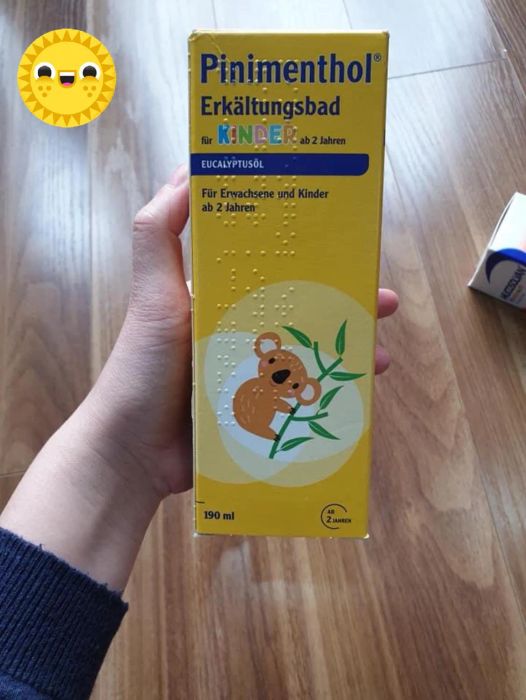 Pinimenthol®
Erkältungsbad
für KINDER ab 2 Jahren
EUCALYPTUSÖL
Für Erwachsene und Kinder
ab 2 Jahren
190 ml
AB
2 JAHREN